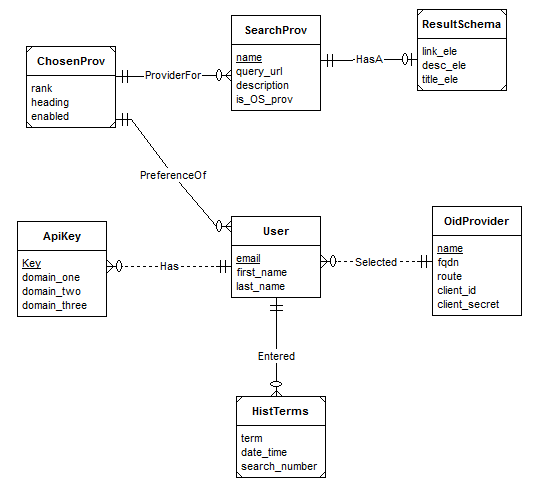 SearchProv
name
query_url
description
is_OS_prov
ResultSchema
link_ele
desc_ele
title_ele
ChosenProv
rank
heading
enabled
ProviderFor
HasA
PreferenceOf
ApiKey
Key
domain_one
domain_two
domain_three
Has
User
email
first_name
last_name
Selected
OidProvider
name
fqdn
route
client_id
client_secret
Entered
HistTerms
term
date_time
search_number